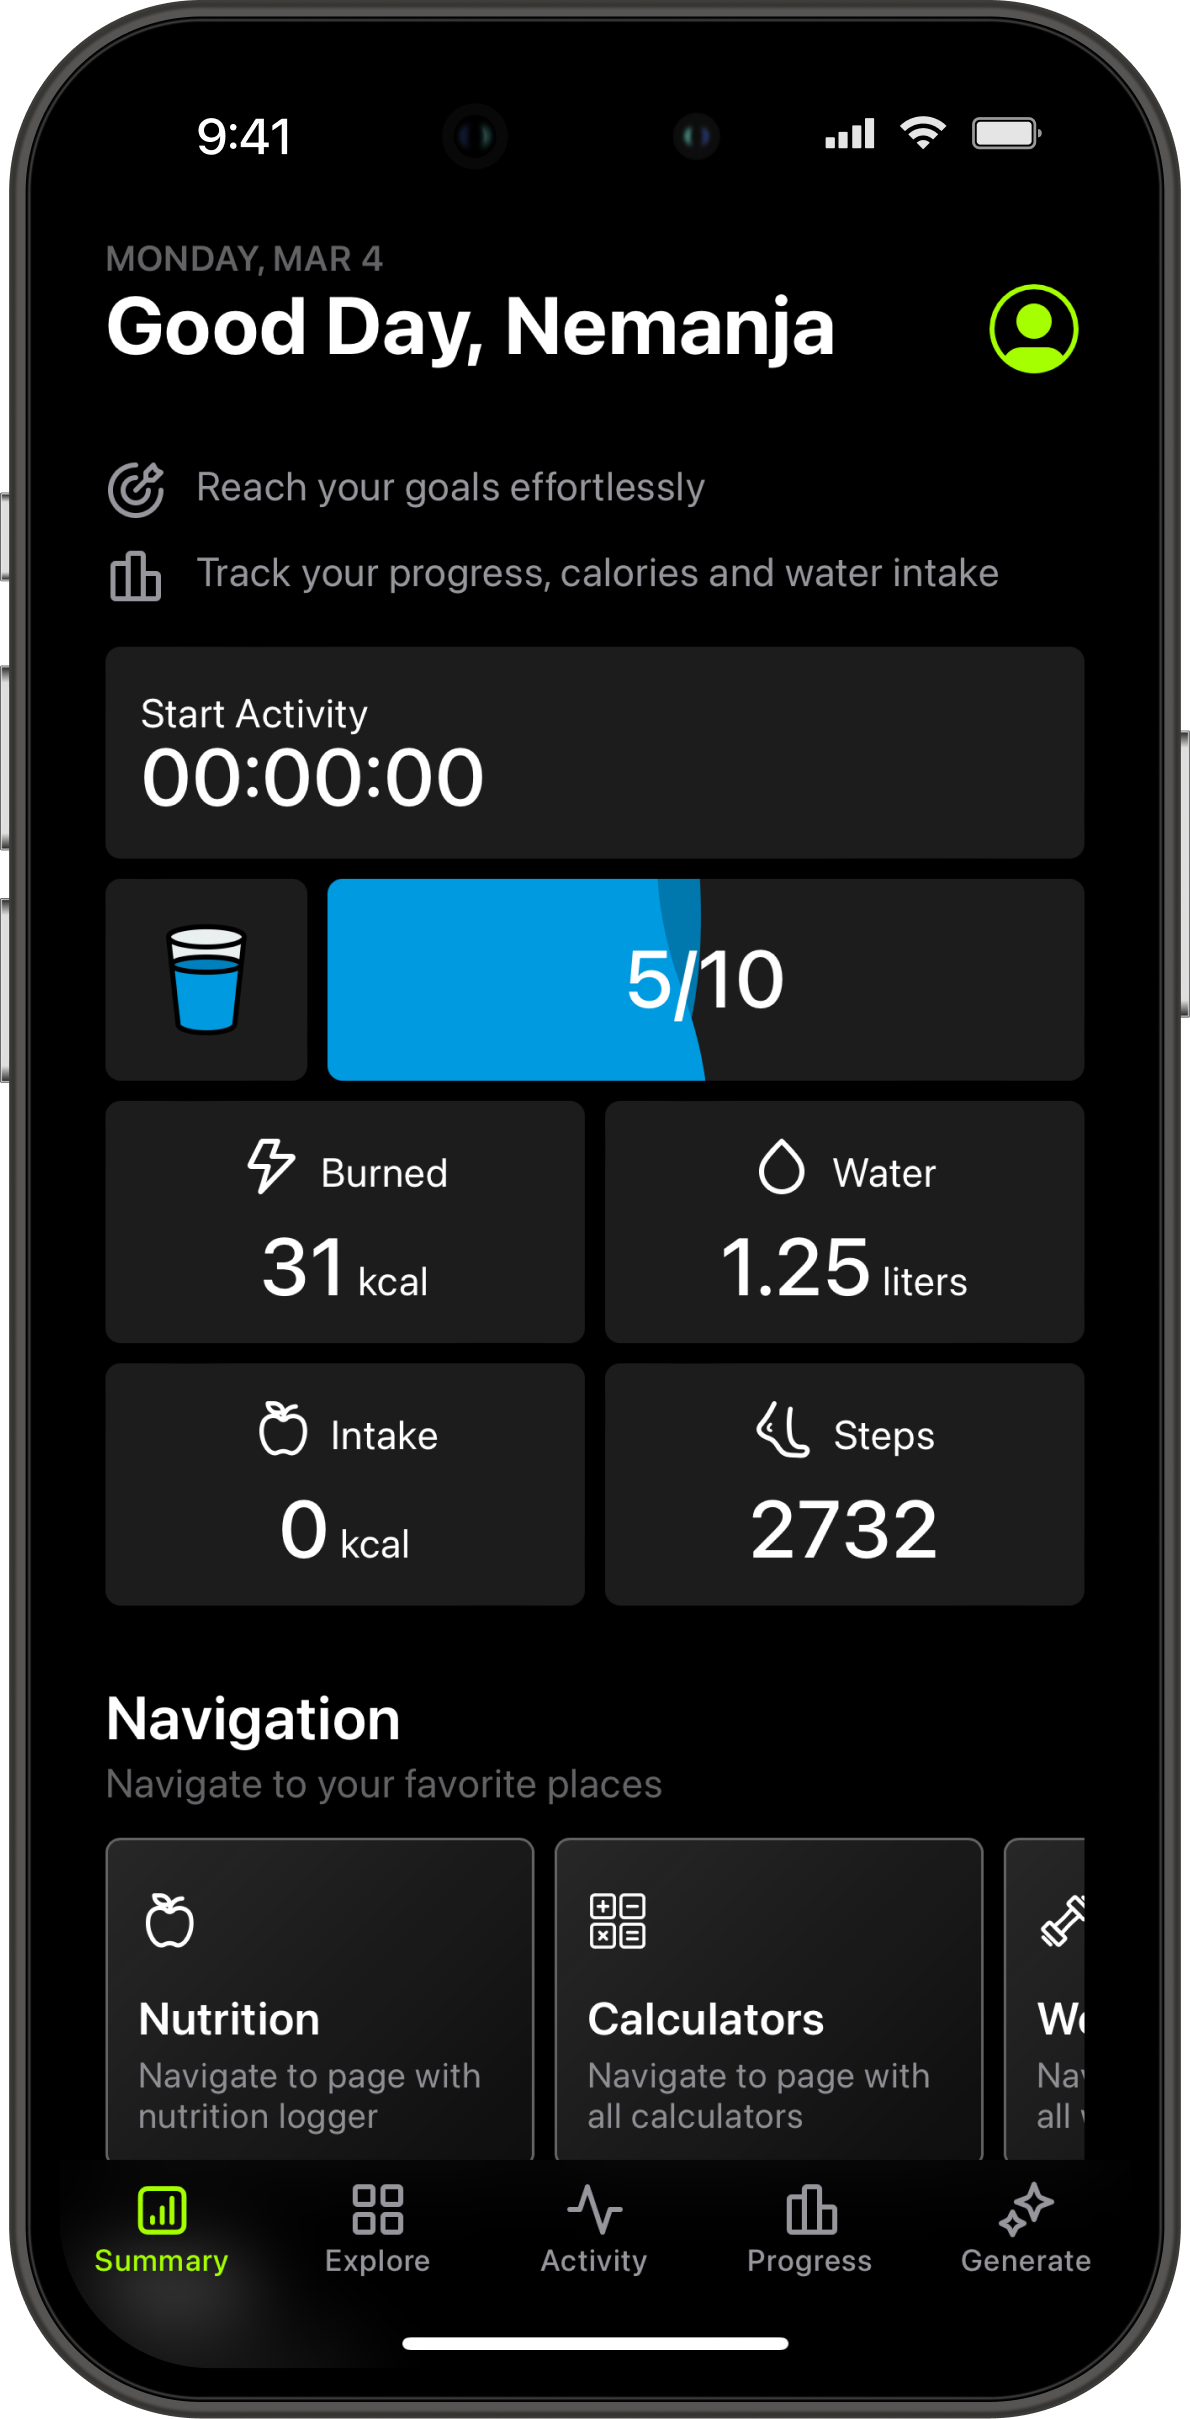 9:41
MONDAY, MAR 4
Good Day, Nemanja
Reach your goals effortlessly
Track your progress, calories and water intake
Start Activity
00:00:00
5/10
Burned
31 kcal
Water
1.25 liters
Intake
0 kcal
Steps
2732
Navigation
Navigate to your favorite places
Nutrition
Navigate to page with
nutrition logger
Calculators
Navigate to page with
all calculators
all
Summary
Explore
Activity
Progress
Generate